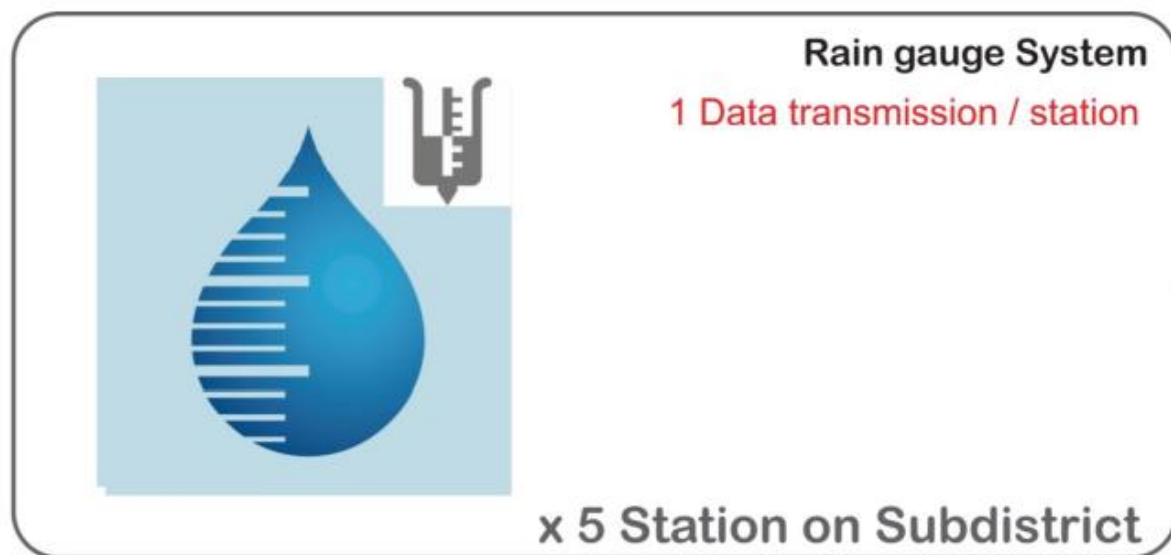 Rain gauge System
1 Data transmission / station
x 5 Station on Subdistrict